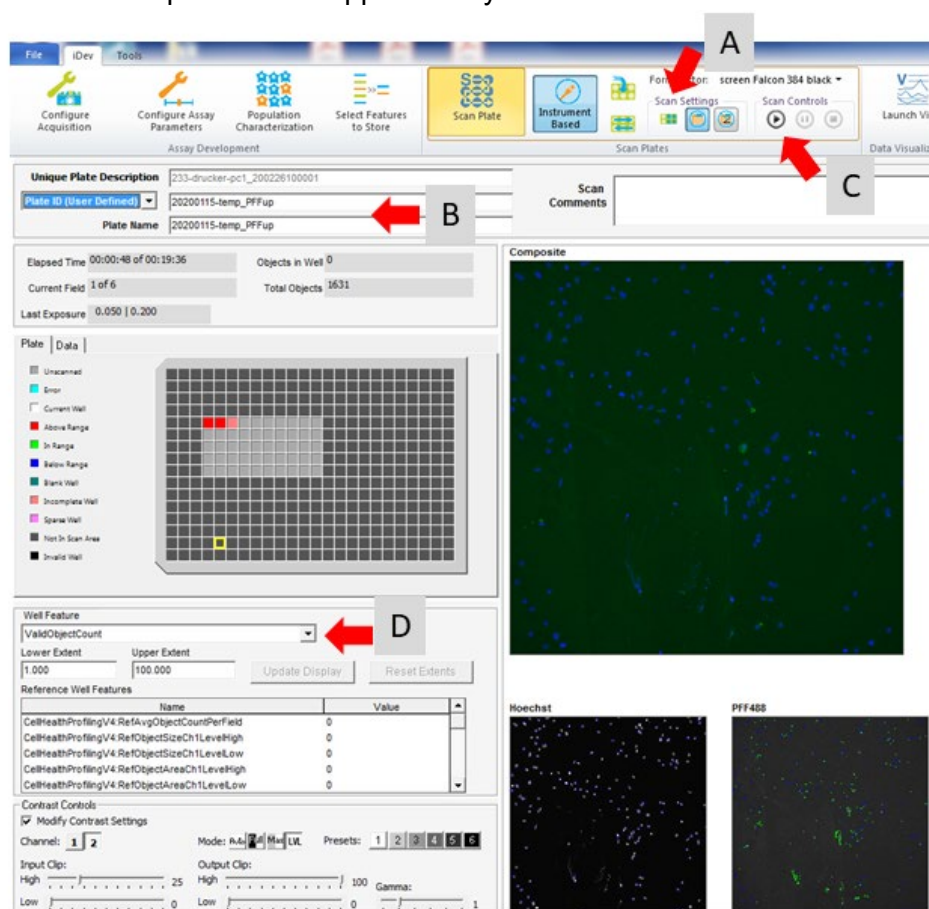 A
File iDev Tools
Configure Acquisition
Configure Assay Parameters
Population Characterization
Select Features to Store
Scan Plate
Instrument Based
screen Falcon 384 black
Scan Settings
Scan Controls
2
Assay Development
Scan Plates
C
Unique Plate Description 233-drucker-pc1_200226100001
Plate ID (User Defined) 20200115-temp_PFFup
Plate Name 20200115-temp_PFFup
B
Scan Comments
Elapsed Time 00:00:48 of 00:19:36
Objects in Well 0
Current Field 1 of 6
Total Objects 1631
Last Exposure 0.050 | 0.200
Composite
Plate Data
Unscanned
Error
Current Well
Above Range
In Range
Below Range
Blank Well
Incomplete Well
Sparse Well
Not In Scan Area
Invalid Well
Well Feature
ValidObjectCount
D
Lower Extent Upper Extent
1.000 100.000 Update Display Reset Extents
Reference Well Features
Name Value
CellHealthProfilingV4:RefAvgObjectCountPerField 0
CellHealthProfilingV4:RefObjectSizeCh1LevelHigh 0
CellHealthProfilingV4:RefObjectSizeCh1LevelLow 0
CellHealthProfilingV4:RefObjectAreaCh1LevelHigh 0
CellHealthProfilingV4:RefObjectAreaCh1LevelLow 0
Hoechst
PFF488
Contrast Controls
Modify Contrast Settings
Channel: 1 2 Mode: Presets: 1 2 3 4 5 6
Input Clip: Output Clip:
High 25 High 100 Gamma:
Low 0 Low 0 1